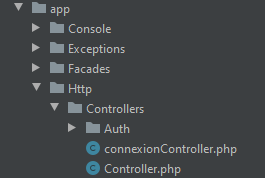 app
Console
Exceptions
Facades
Http
Controllers
Auth
connexionController.php
Controller.php